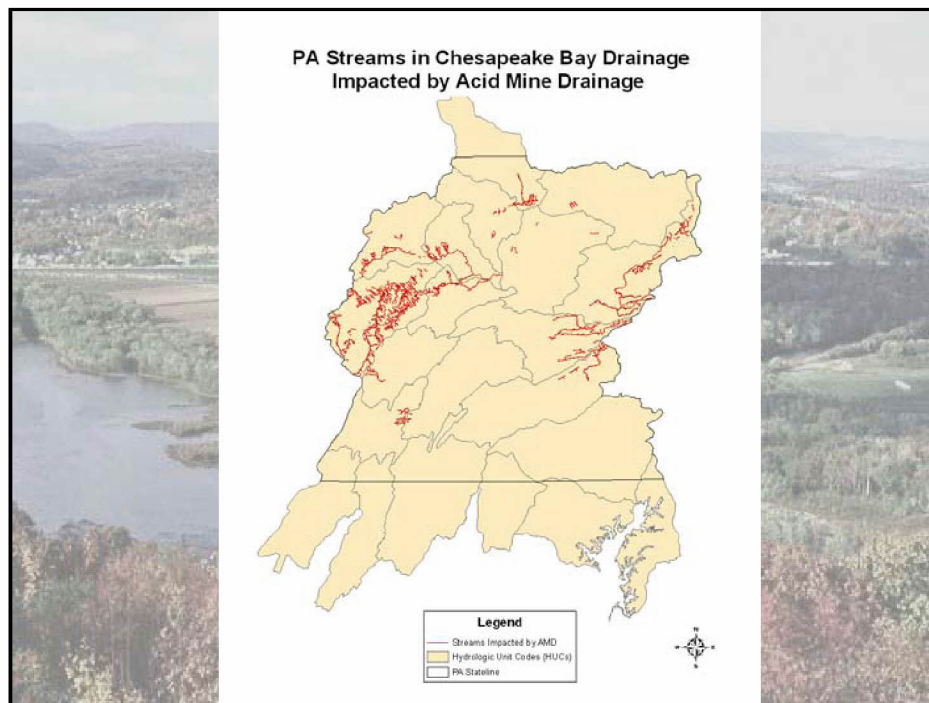 PA Streams in Chesapeake Bay Drainage
Impacted by Acid Mine Drainage
Legend
Streams Impacted by AMD
Hydrologic Unit Codes (HUCs)
PA Stateline
N
W
E
S